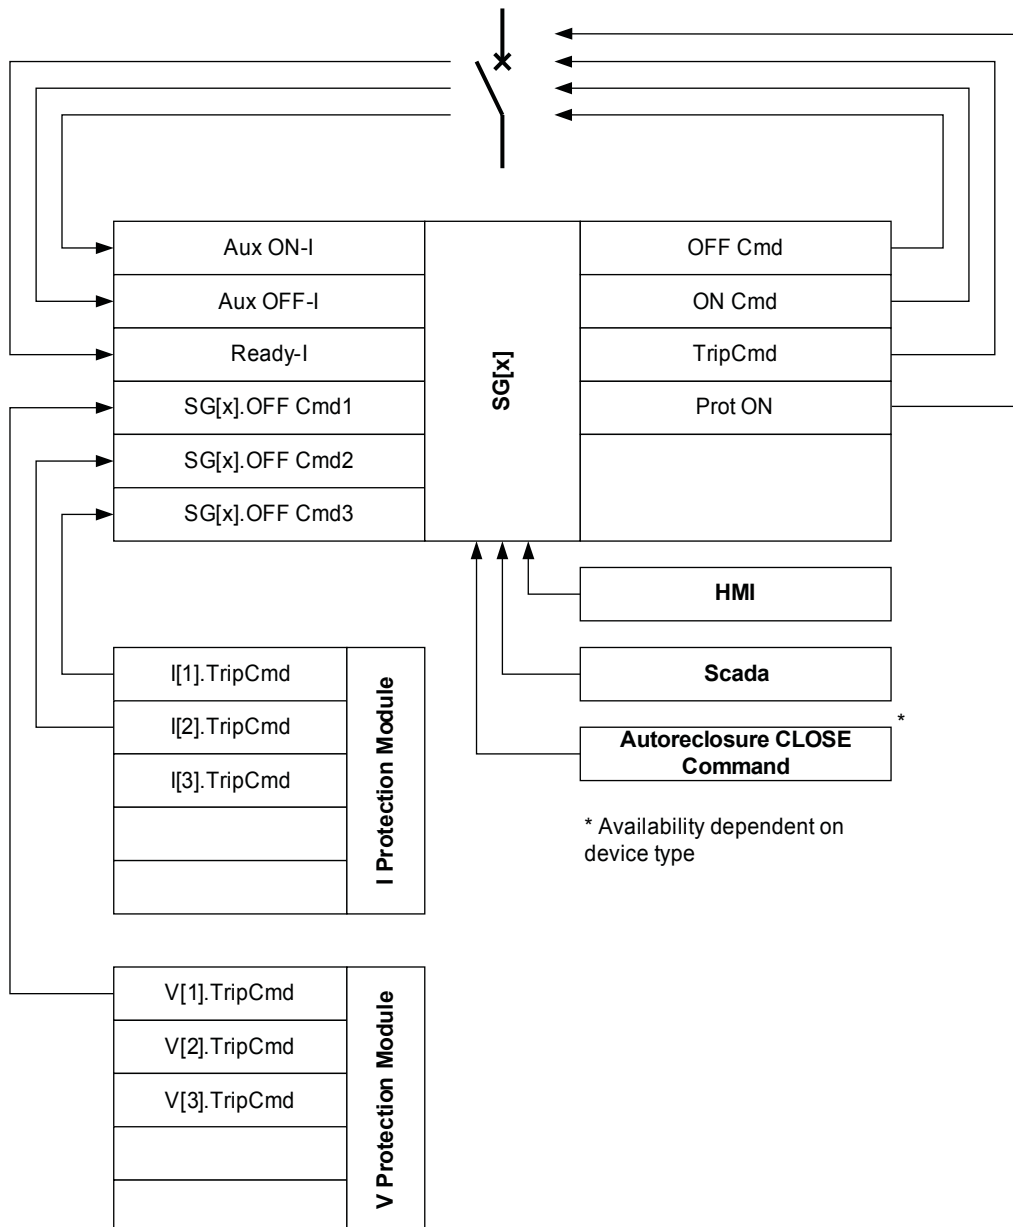 Aux ON-I
Aux OFF-I
Ready-I
SG[x].OFF Cmd1
SG[x].OFF Cmd2
SG[x].OFF Cmd3
SG[x]
OFF Cmd
ON Cmd
TripCmd
Prot ON
HMI
Scada
Autoreclosure CLOSE
Command
*
* Availability dependent on
device type
I[1].TripCmd
I[2].TripCmd
I[3].TripCmd
I Protection Module
V[1].TripCmd
V[2].TripCmd
V[3].TripCmd
V Protection Module